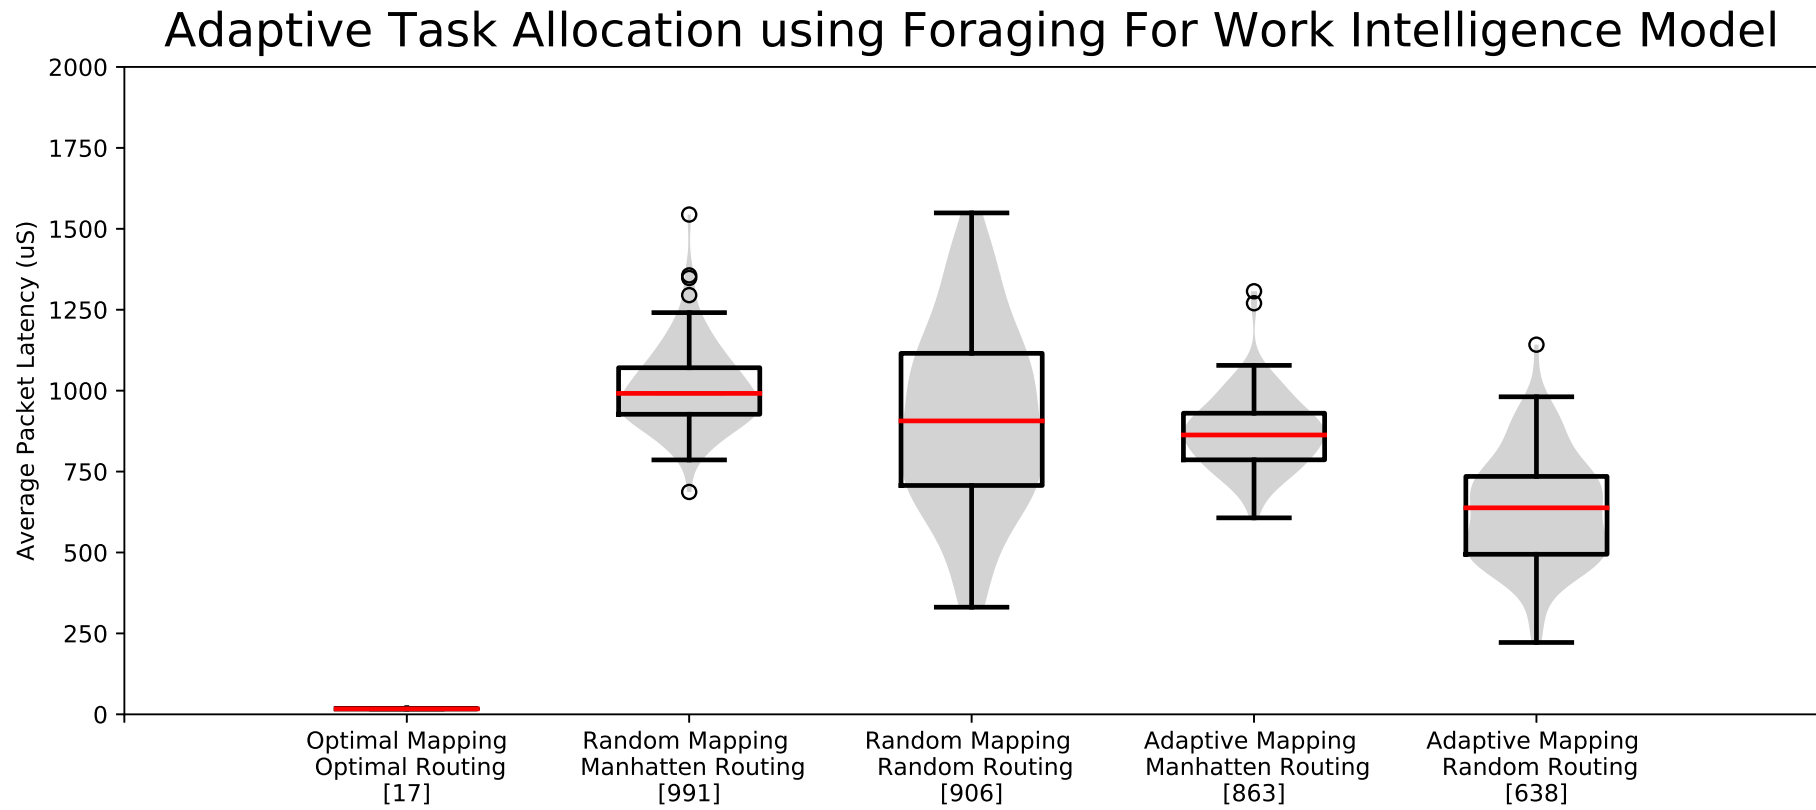 Adaptive Task Allocation using Foraging For Work Intelligence Model
2000
1750
1500
1250
1000
750
500
250
0
Average Packet Latency (uS)
Optimal Mapping
Optimal Routing
[17]
Random Mapping
Manhatten Routing
[991]
Random Mapping
Random Routing
[906]
Adaptive Mapping
Manhatten Routing
[863]
Adaptive Mapping
Random Routing
[638]